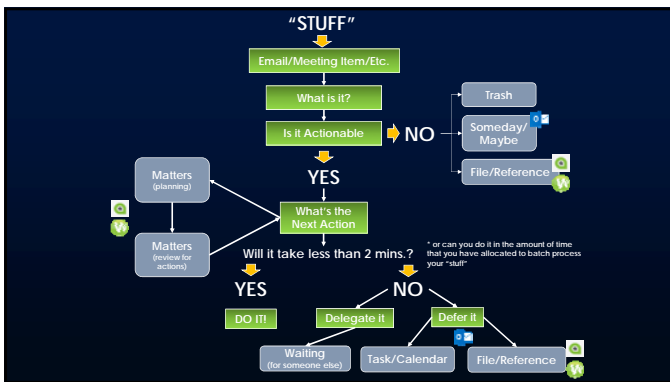 "STUFF"
Email/Meeting Item/Etc.
What is it?
Is it Actionable
NO
Trash
Someday/
Maybe
File/Reference
YES
Matters
(planning)
What's the
Next Action
Matters
(review for
actions)
Will it take less than 2 mins.?
* or can you do it in the amount of time
that you have allocated to batch process
your "stuff"
YES
NO
DO IT!
Delegate it
Defer it
Waiting
(for someone else)
Task/Calendar
File/Reference